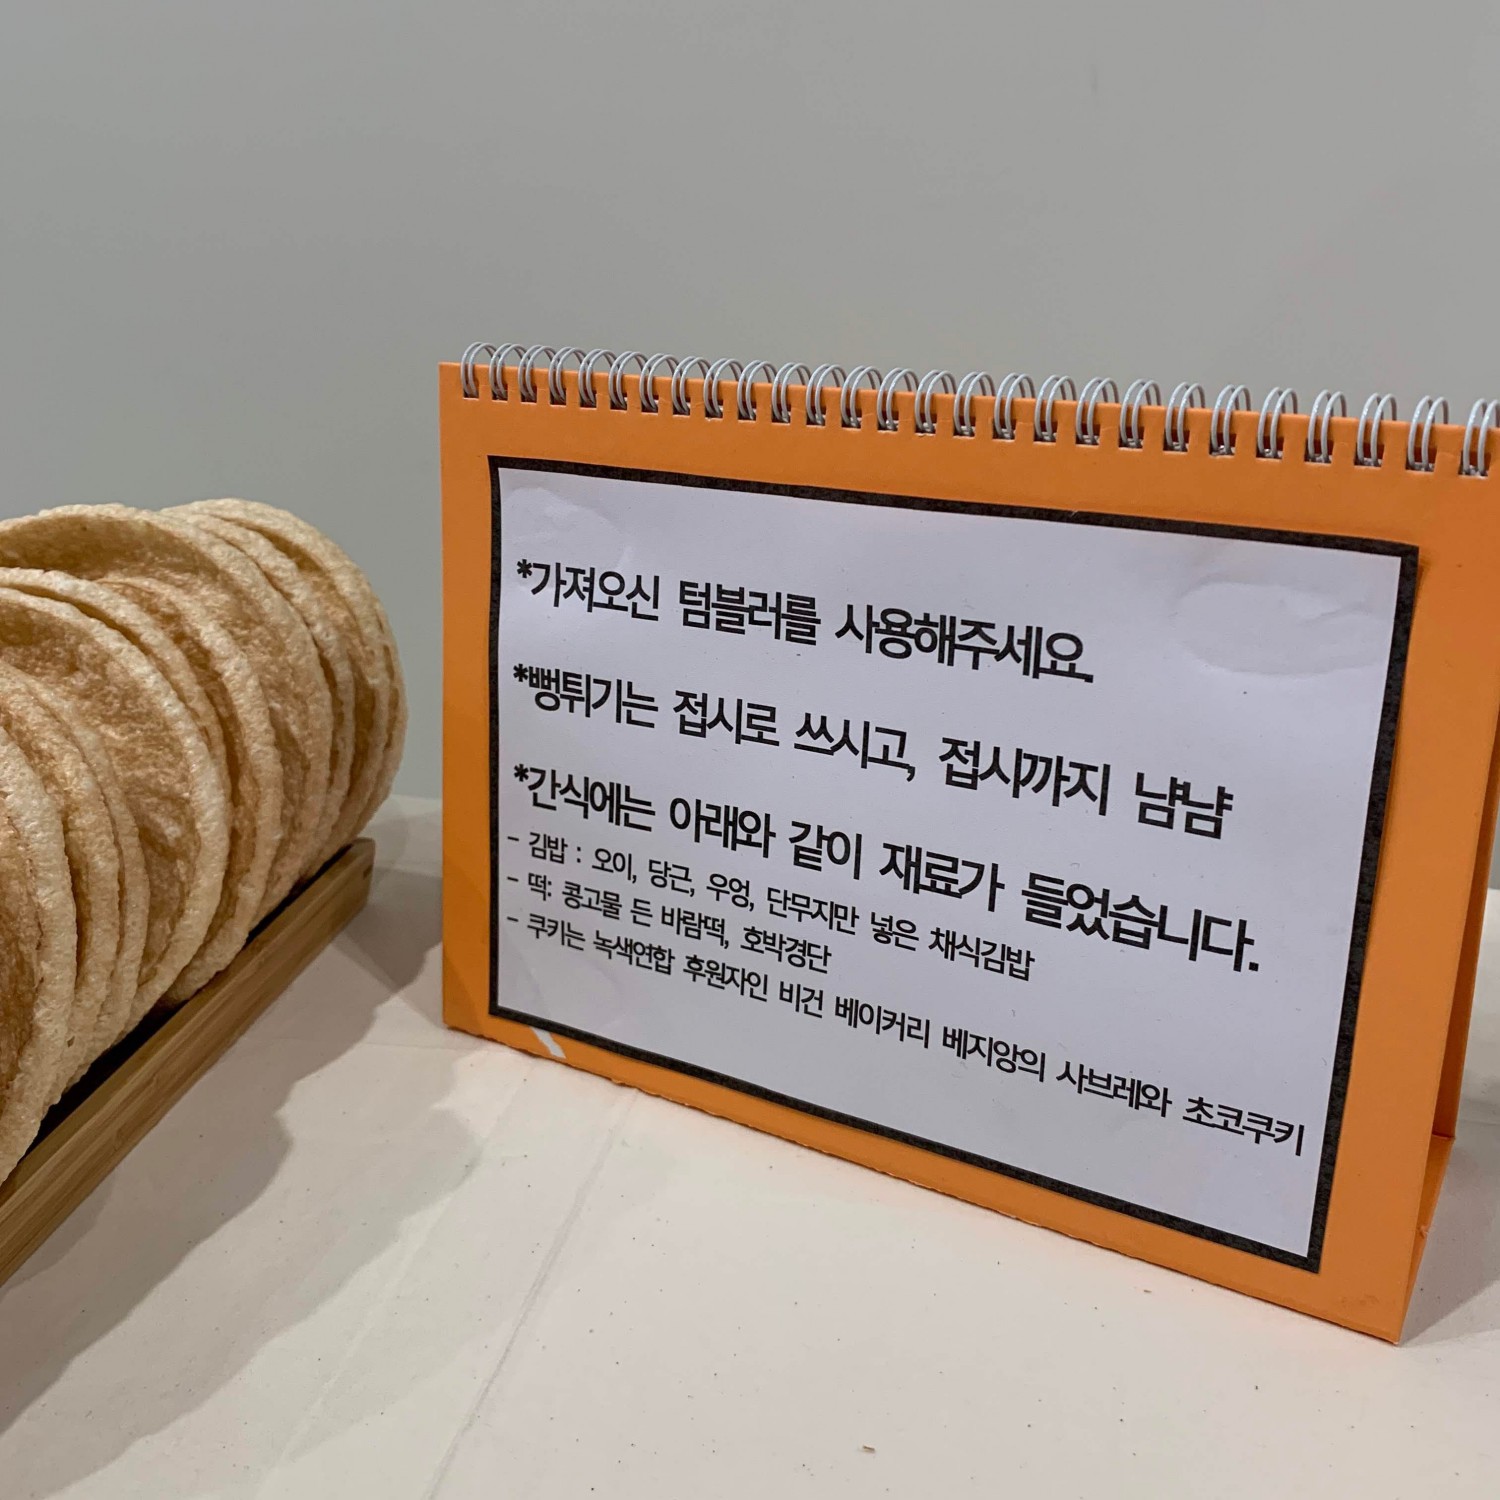 *가져오신 텀블러를 사용해주세요.
*뻥튀기는 접시로 쓰시고, 접시까지 냠냠
*간식에는 아래와 같이 재료가 들었습니다.
- 김밥 : 오이, 당근, 우엉, 단무지만 넣은 채식김밥
- 떡: 콩고물 든 바람떡, 호박경단
- 쿠키는 녹색연합 후원자인 비건 베이커리 베지앙의 사브레와 초코쿠키